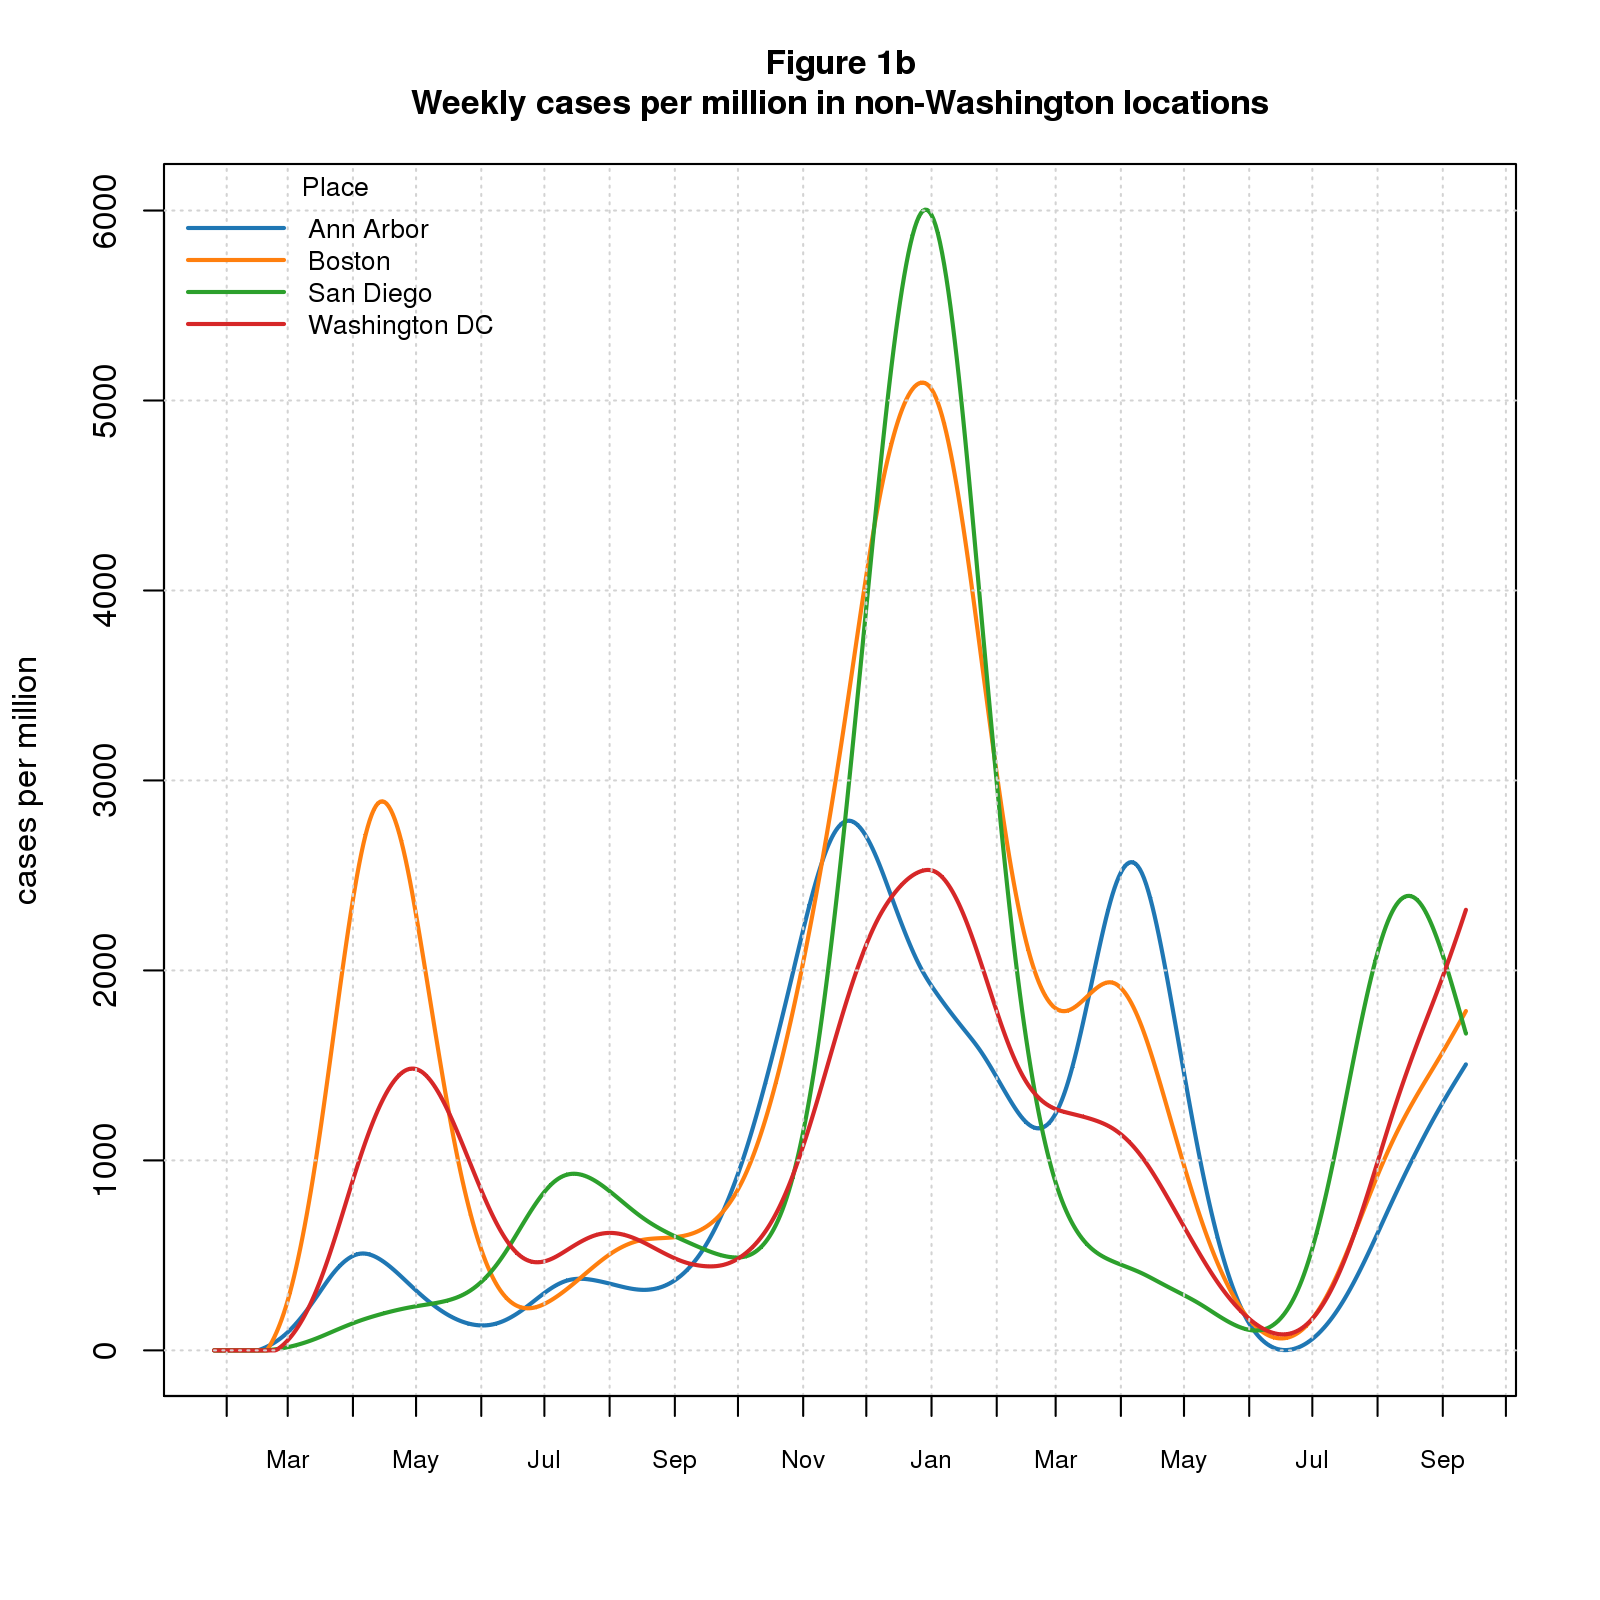 Figure 1b
Weekly cases per million in non-Washington locations
Place
Ann Arbor
Boston
San Diego
Washington DC
cases per million
6000
5000
4000
3000
2000
1000
0
Mar May Jul Sep Nov Jan Mar May Jul Sep